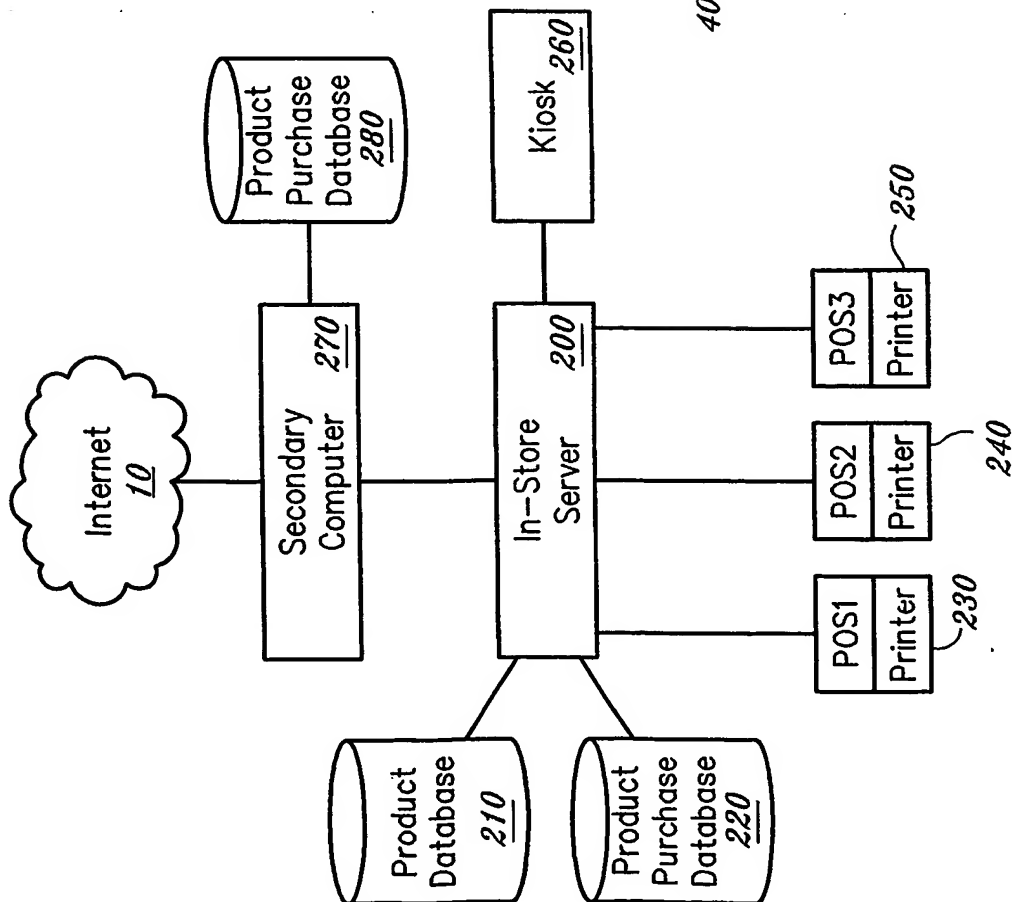 Internet
10
Secondary
Computer
270
Product
Purchase
Database
280
In-Store
Server
200
Kiosk
260
40
Product
Database
210
Product
Purchase
Database
220
POS1
Printer
230
POS2
Printer
240
POS3
Printer
250